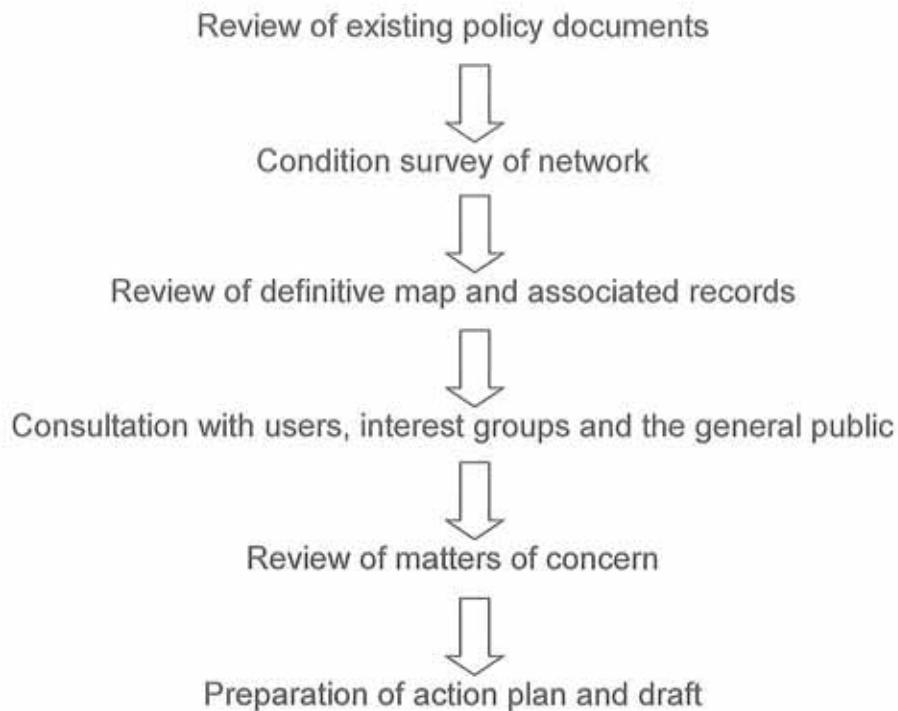 Review of existing policy documents
Condition survey of network
Review of definitive map and associated records
Consultation with users, interest groups and the general public
Review of matters of concern
Preparation of action plan and draft